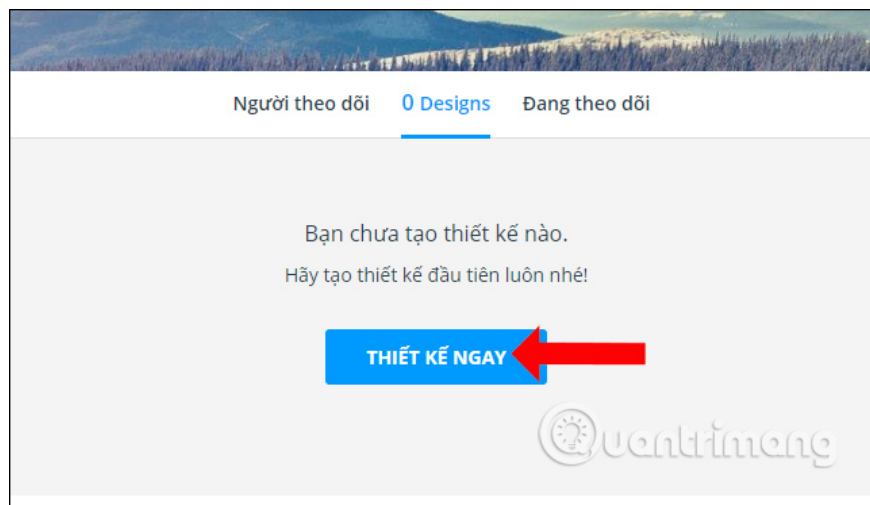 Người theo dõi 0 Designs Đang theo dõi
Bạn chưa tạo thiết kế nào.
Hãy tạo thiết kế đầu tiên luôn nhé!
THIẾT KẾ NGAY
Quantrimang